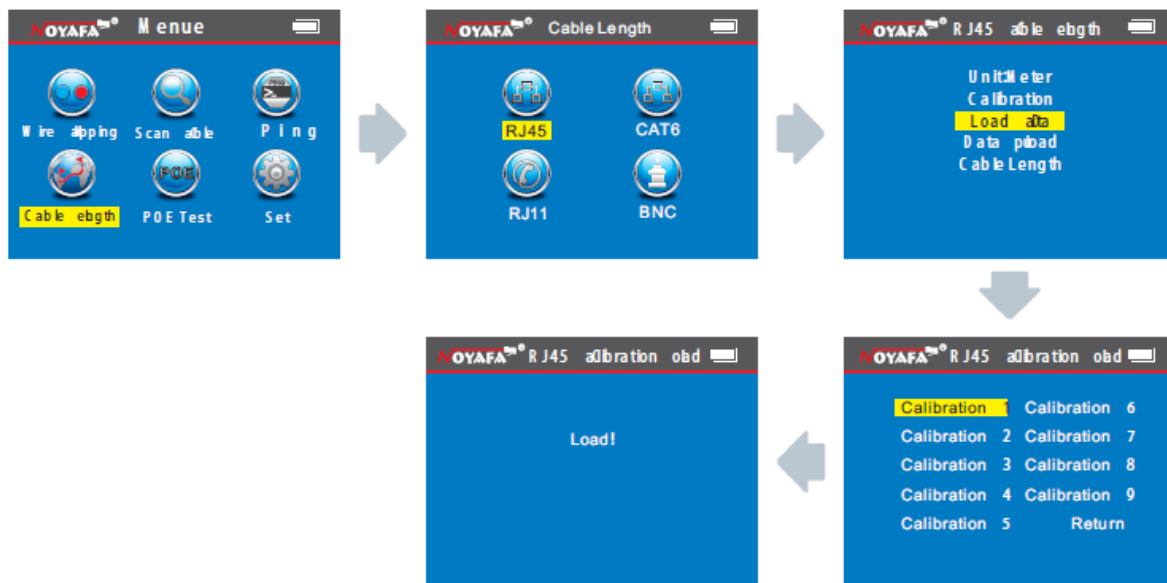 NOYAFA® Menue
Wire Scan Ping
Cable POE POE Test Set
NOYAFA® Cable Length
RJ45 CAT6
RJ11 BNC
NOYAFA® RJ45
Unit:Meter
Calibration
Load
Data
Cable Length
NOYAFA® RJ45
Calibration 1 Calibration 6
Calibration 2 Calibration 7
Calibration 3 Calibration 8
Calibration 4 Calibration 9
Calibration 5 Return
NOYAFA® RJ45
Load!